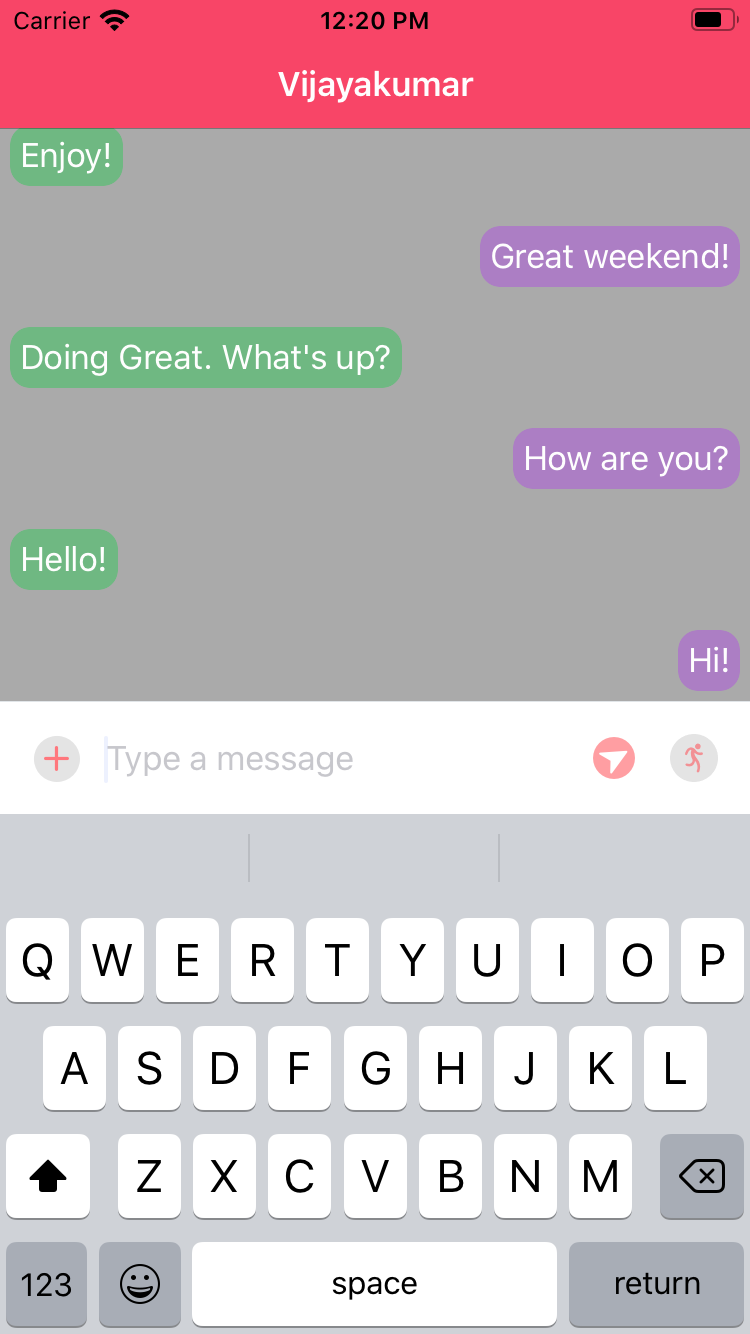 Carrier 12:20 PM
Vijayakumar
Enjoy!
Great weekend!
Doing Great. What's up?
How are you?
Hello!
Hi!
Type a message
Q W E R T Y U I O P
A S D F G H J K L
Z X C V B N M
123 space return